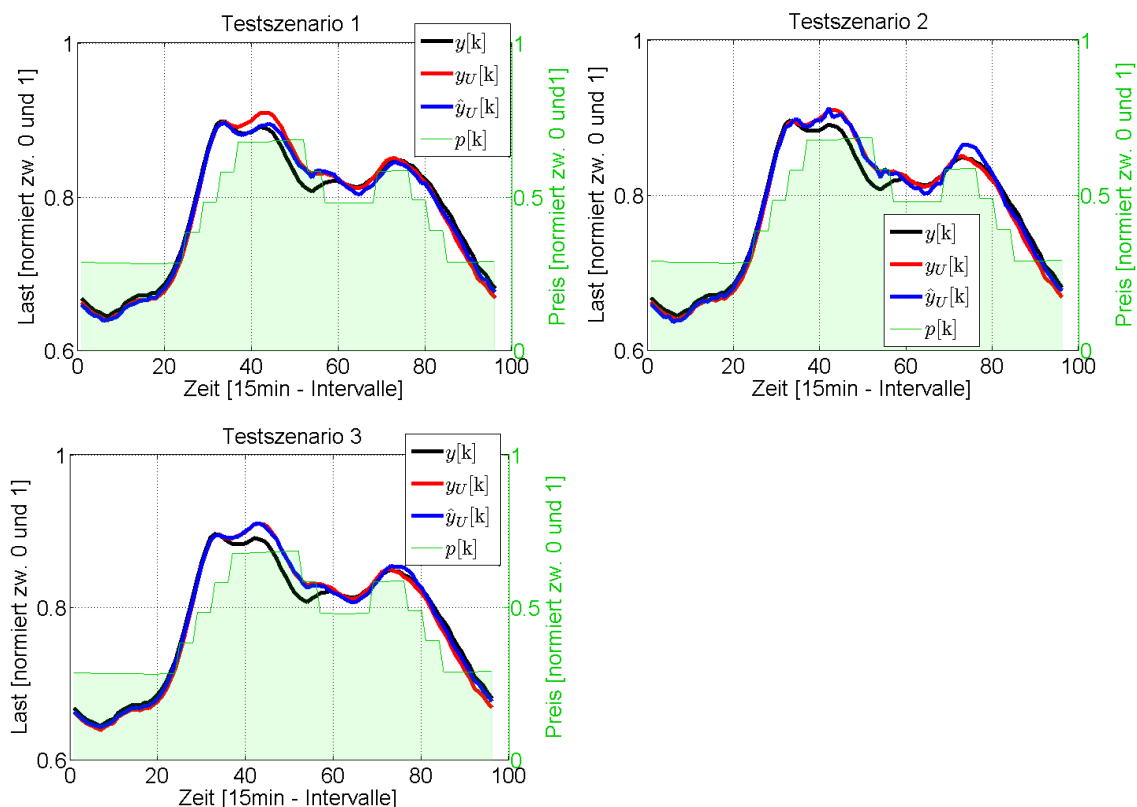 Testszenario 1
Last [normiert zw. 0 und 1]
1
0.8
0.6
0
20
40
60
80
100
Zeit [15min - Intervalle]
1
0.5
0
Preis [normiert zw. 0 und1]
y[k]
y_U[k]
ŷ_U[k]
p[k]
Testszenario 2
Last [normiert zw. 0 und 1]
1
0.8
0.6
0
20
40
60
80
100
Zeit [15min - Intervalle]
1
0.5
0
Preis [normiert zw. 0 und 1]
y[k]
y_U[k]
ŷ_U[k]
p[k]
Testszenario 3
Last [normiert zw. 0 und 1]
1
0.8
0.6
0
20
40
60
80
100
Zeit [15min - Intervalle]
1
0.5
0
Preis [normiert zw. 0 und 1]
y[k]
y_U[k]
ŷ_U[k]
p[k]